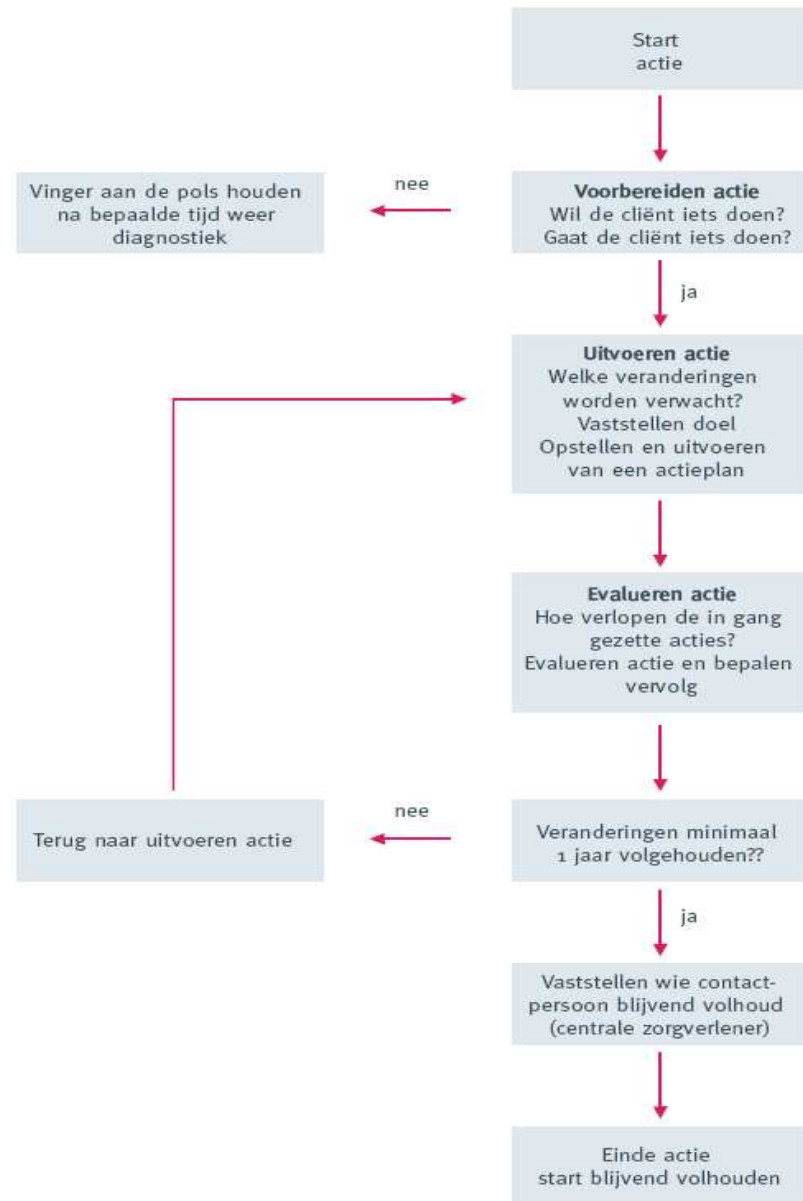 Start
actie
nee
Vinger aan de pols houden
na bepaalde tijd weer
diagnostiek
Voorbereiden actie
Wil de cliënt iets doen?
Gaat de cliënt iets doen?
ja
Uitvoeren actie
Welke veranderingen
worden verwacht?
Vaststellen doel
Opstellen en uitvoeren
van een actieplan
Evalueren actie
Hoe verlopen de in gang
gezette acties?
Evalueren actie en bepalen
vervolg
nee
Terug naar uitvoeren actie
Veranderingen minimaal
1 jaar volgehouden??
ja
Vaststellen wie contact-
persoon blijvend volhoud
(centrale zorgverlener)
Einde actie
start blijvend volhouden